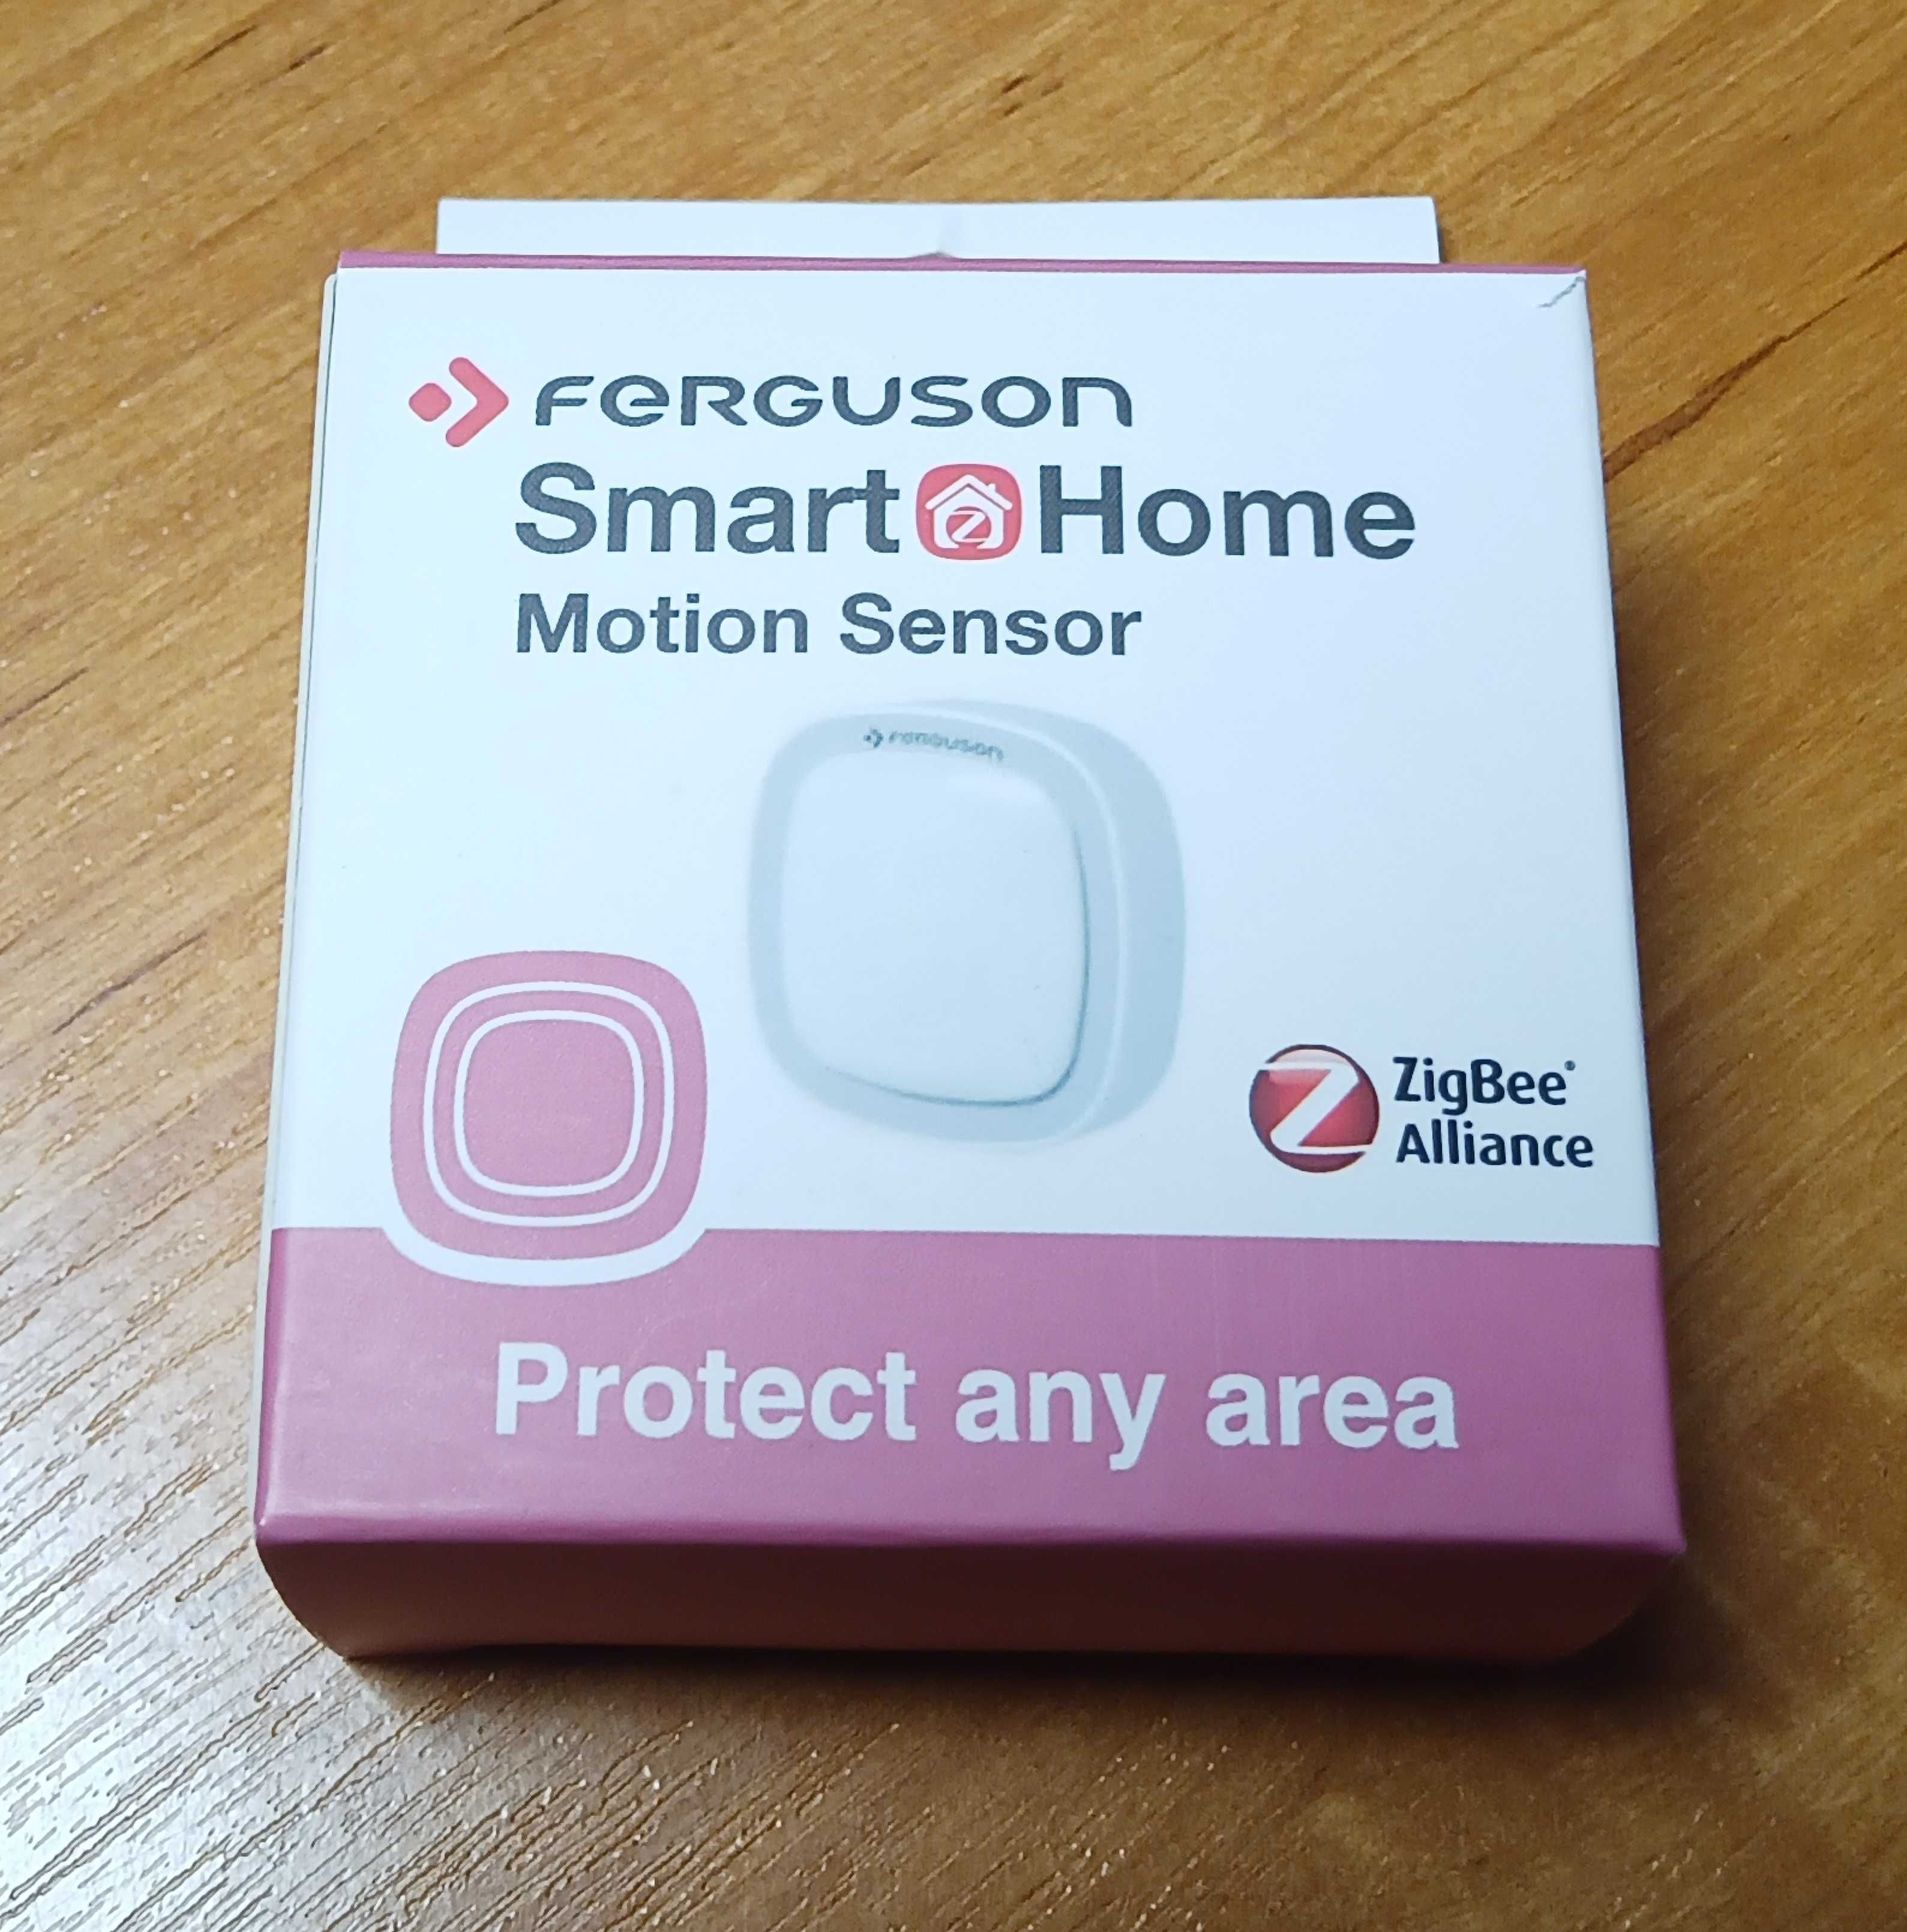 FERGUSON
Smart Home
Motion Sensor
FERGUSON
ZigBee®
Alliance
Protect any area